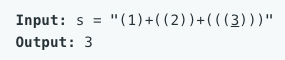 Input: s = "(1)+((2))+(((3)))"
Output: 3